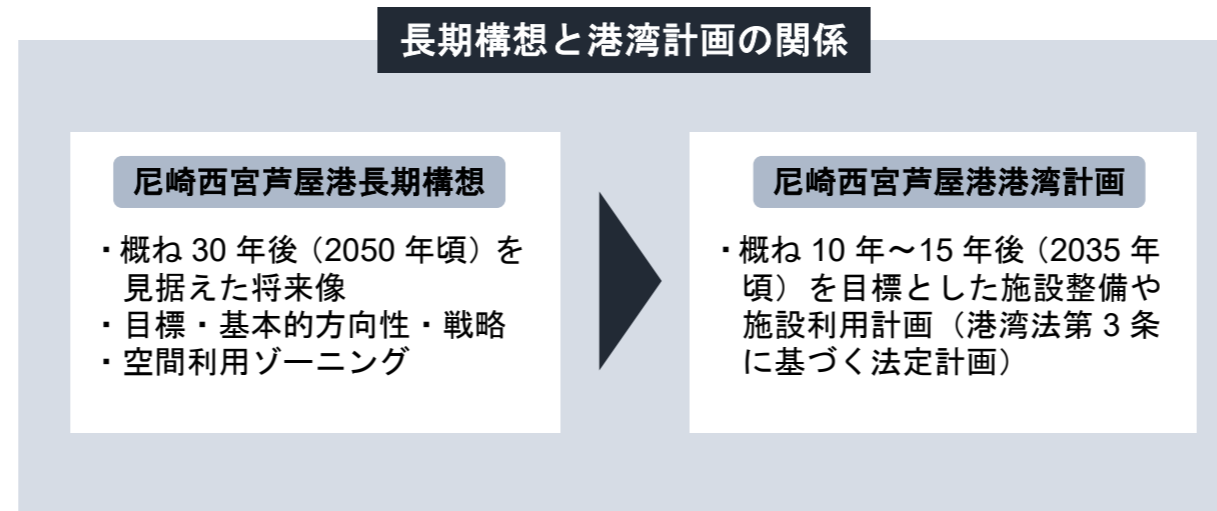 長期構想と港湾計画の関係
尼崎西宮芦屋港長期構想
・概ね 30 年後（2050 年頃）を
見据えた将来像
・目標・基本的方向性・戦略
・空間利用ゾーニング
尼崎西宮芦屋港港湾計画
・概ね 10 年～15 年後（2035 年
頃）を目標とした施設整備や
施設利用計画（港湾法第 3 条
に基づく法定計画）